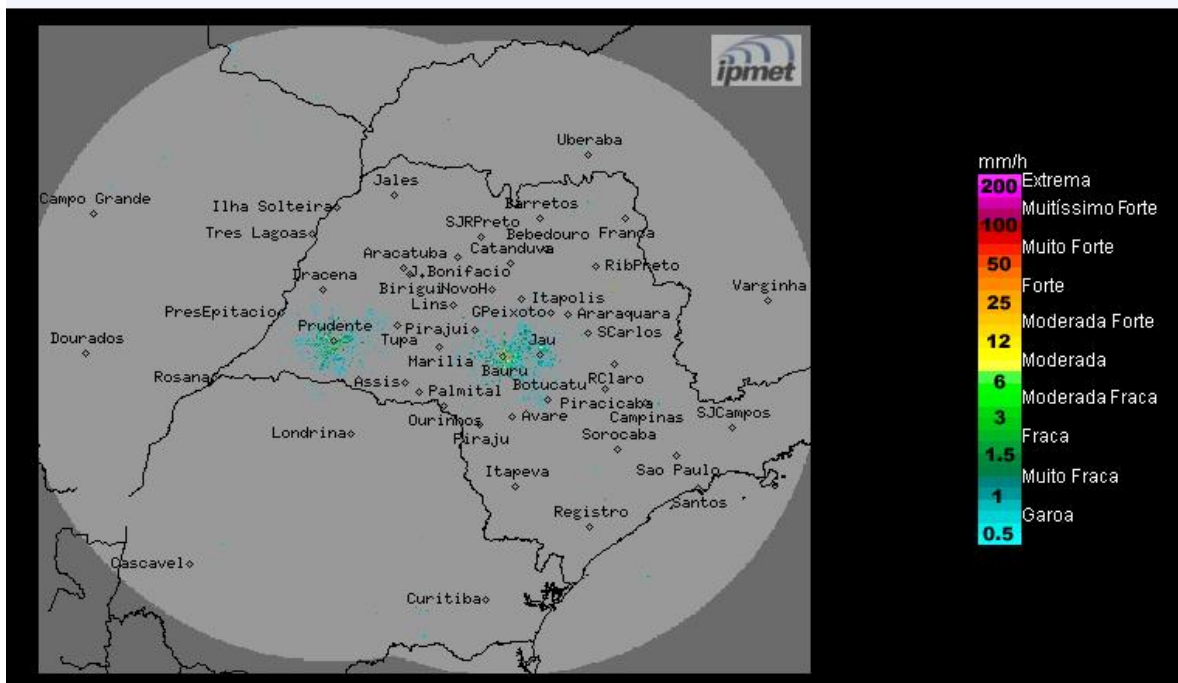 ipmet
Uberaba
Jales
Campo Grande
Ilha Solteira
Barretos
SJRPreto
Tres Lagoas
Bebedouro
Franca
Aracatuba
Catanduva
J.Bonifacio
RibPreto
Dracena
Birigui
NovoH
Varginha
Lins
Itapolis
PresEpitacio
GPeixoto
Araraquara
Prudente
Pirajui
SCarlos
Dourados
Tupa
Jau
Marilia
Bauru
Rosana
Assis
Botucatu
RClaro
Palmital
Piracicaba
Ourinhos
Avare
Campinas
SJCampos
Londrina
Piraju
Sorocaba
Itapeva
Sao Paulo
Santos
Registro
Cascavel
Curitiba
mm/h
200 Extrema
Muitíssimo Forte
100
Muito Forte
50
Forte
25
Moderada Forte
12
Moderada
6
Moderada Fraca
3
Fraca
1.5
Muito Fraca
1
Garoa
0.5